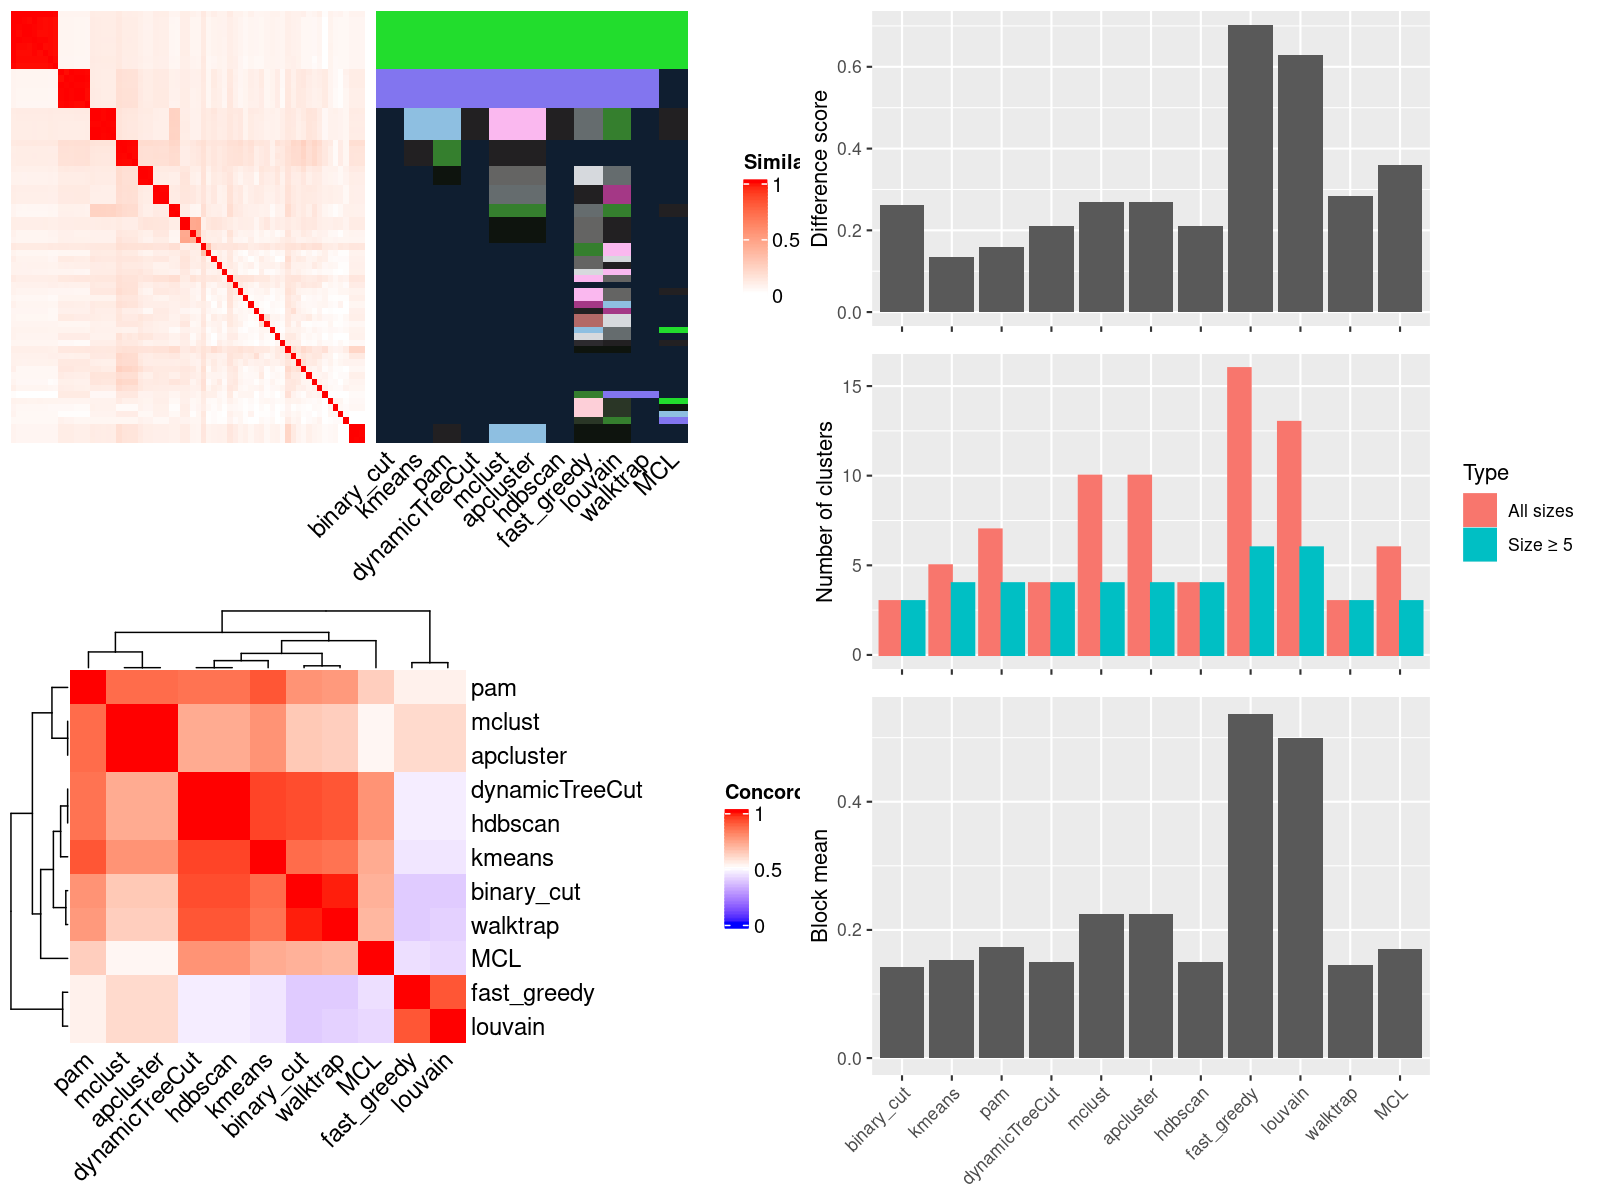 Simila
1
0.5
0
binary_cut
kmeans
pam
dynamicTreeCut
mclust
apcluster
hdbscan
fast_greedy
louvain
walktrap
MCL
pam
mclust
apcluster
dynamicTreeCut
hdbscan
kmeans
binary_cut
walktrap
MCL
fast_greedy
louvain
Concorc
1
0.5
0
pam
mclust
apcluster
dynamicTreeCut
hdbscan
kmeans
binary_cut
walktrap
MCL
fast_greedy
louvain
Difference score
0.6
0.4
0.2
0.0
Number of clusters
15
10
5
0
Type
All sizes
Size ≥ 5
Block mean
0.4
0.2
0.0
binary_cut
kmeans
pam
dynamicTreeCut
mclust
apcluster
hdbscan
fast_greedy
louvain
walktrap
MCL